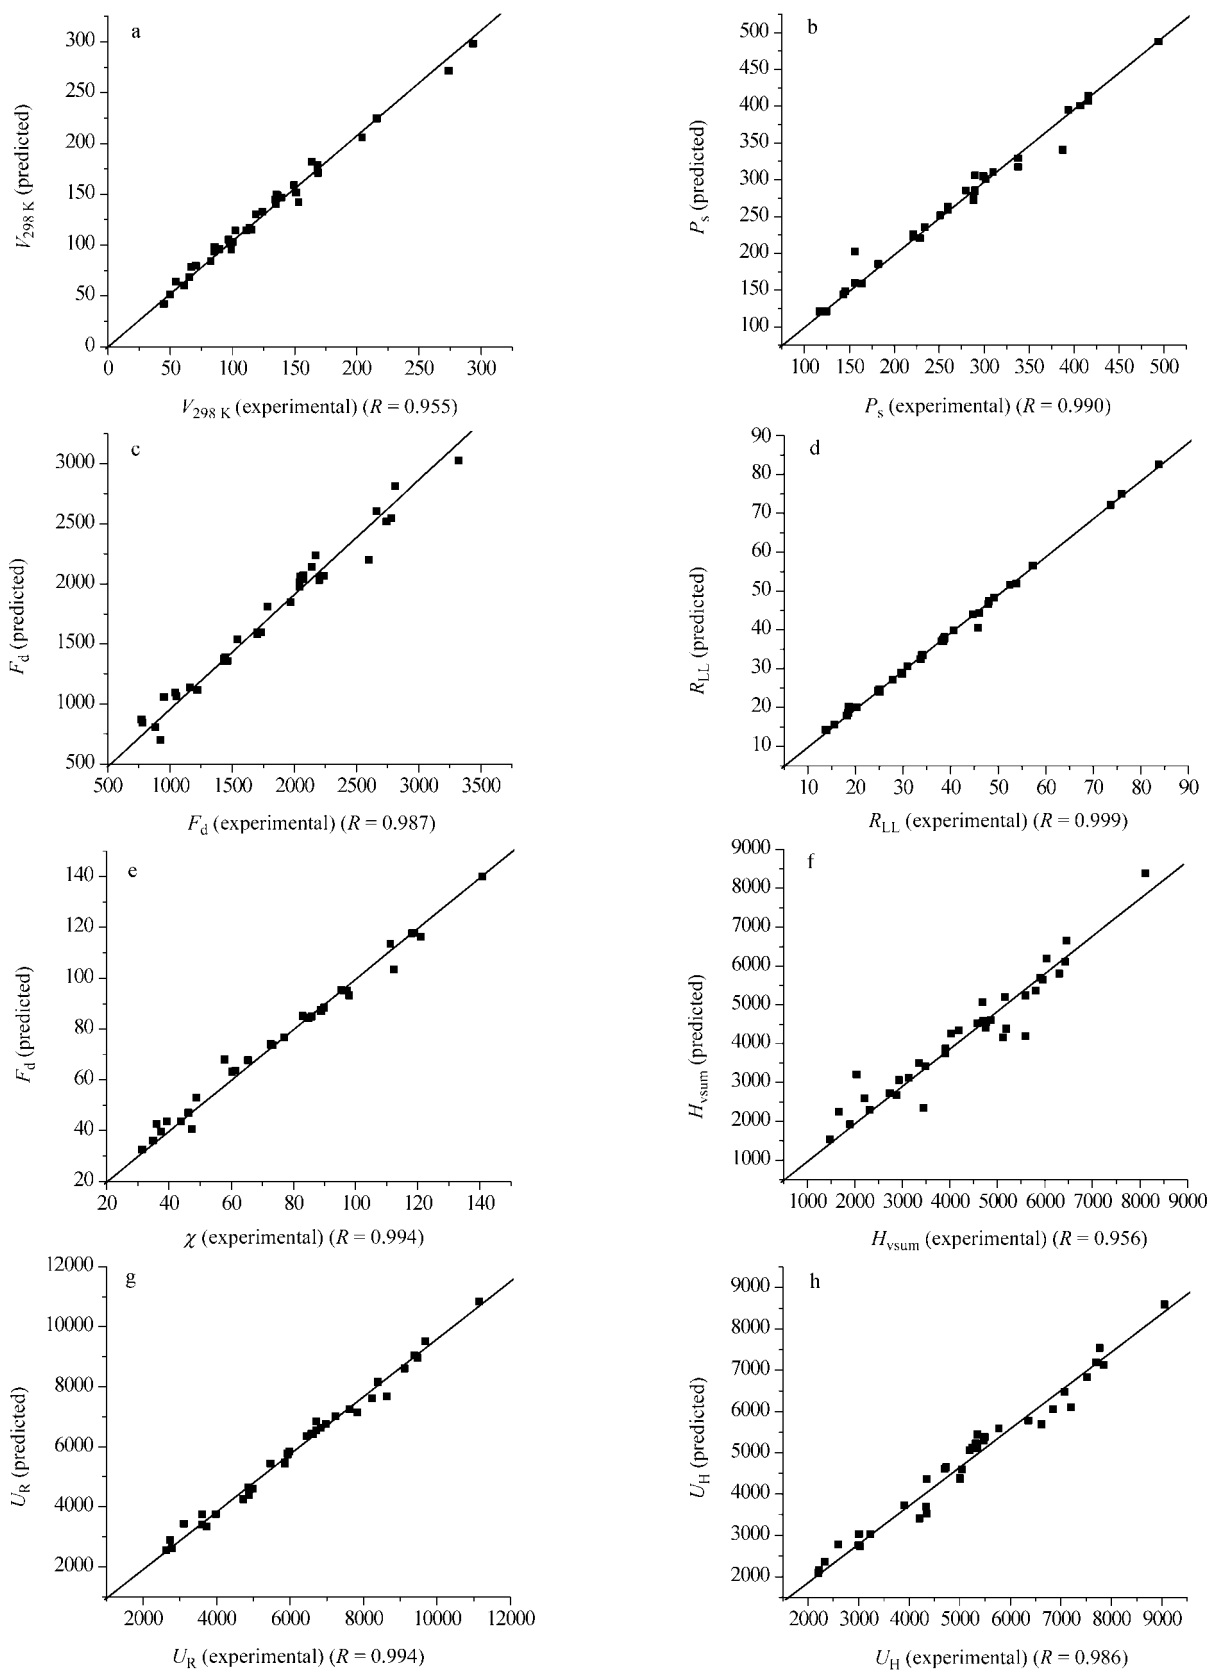 a
V298 K (predicted)
300
250
200
150
100
50
0
0 50 100 150 200 250 300
V298 K (experimental) (R = 0.955)
b
Ps (predicted)
500
450
400
350
300
250
200
150
100
100 150 200 250 300 350 400 450 500
Ps (experimental) (R = 0.990)
c
Fd (predicted)
3000
2500
2000
1500
1000
500
500 1000 1500 2000 2500 3000 3500
Fd (experimental) (R = 0.987)
d
RLL (predicted)
90
80
70
60
50
40
30
20
10
10 20 30 40 50 60 70 80 90
RLL (experimental) (R = 0.999)
e
Fd (predicted)
140
120
100
80
60
40
20
20 40 60 80 100 120 140
χ (experimental) (R = 0.994)
f
Hvsum (predicted)
9000
8000
7000
6000
5000
4000
3000
2000
1000
1000 2000 3000 4000 5000 6000 7000 8000 9000
Hvsum (experimental) (R = 0.956)
g
UR (predicted)
12000
10000
8000
6000
4000
2000
2000 4000 6000 8000 10000 12000
UR (experimental) (R = 0.994)
h
UH (predicted)
9000
8000
7000
6000
5000
4000
3000
2000
2000 3000 4000 5000 6000 7000 8000 9000
UH (experimental) (R = 0.986)